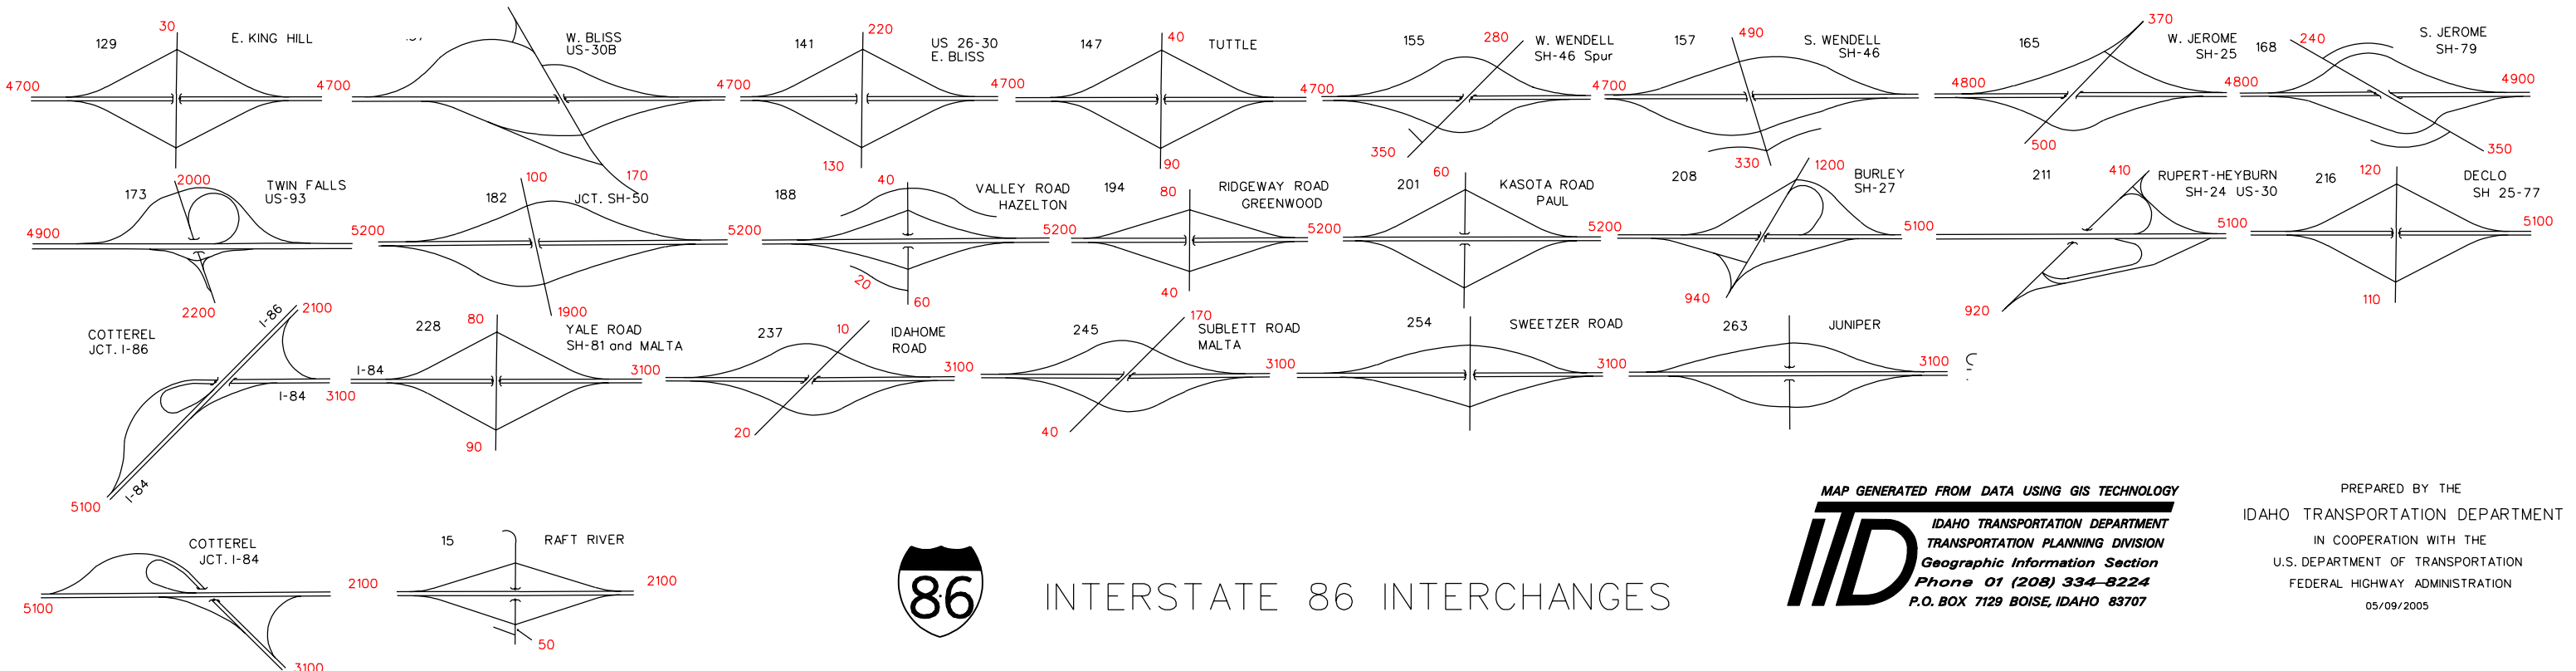 30
129
E. KING HILL
4700
4700
W. BLISS
US-30B
170
141
220
US 26-30
E. BLISS
4700
4700
130
147
40
TUTTLE
90
4700
155
280
W. WENDELL
SH-46 Spur
350
4700
157
490
S. WENDELL
SH-46
330
165
370
W. JEROME
SH-25
4800
500
4800
168
240
S. JEROME
SH-79
4900
350
173
2000
TWIN FALLS
US-93
4900
2200
5200
182
100
JCT. SH-50
1900
5200
188
40
VALLEY ROAD
HAZELTON
20
60
5200
194
80
RIDGEWAY ROAD
GREENWOOD
40
5200
201
60
KASOTA ROAD
PAUL
5200
208
1200
BURLEY
SH-27
940
5100
211
410
RUPERT-HEYBURN
SH-24 US-30
920
5100
216
120
DECLO
SH 25-77
5100
110
COTTEREL
JCT. I-86
I-86
2100
I-84
3100
5100
I-84
I-84
228
80
YALE ROAD
SH-81 and MALTA
90
3100
237
10
IDAHOME
ROAD
20
3100
245
170
SUBLETT ROAD
MALTA
40
3100
254
SWEETZER ROAD
3100
263
JUNIPER
3100
COTTEREL
JCT. I-84
5100
2100
3100
15
RAFT RIVER
2100
50
86
INTERSTATE 86 INTERCHANGES
MAP GENERATED FROM DATA USING GIS TECHNOLOGY
ITD
IDAHO TRANSPORTATION DEPARTMENT
TRANSPORTATION PLANNING DIVISION
Geographic Information Section
Phone 01 (208) 334-8224
P.O. BOX 7129 BOISE, IDAHO 83707
PREPARED BY THE
IDAHO TRANSPORTATION DEPARTMENT
IN COOPERATION WITH THE
U.S. DEPARTMENT OF TRANSPORTATION
FEDERAL HIGHWAY ADMINISTRATION
05/09/2005